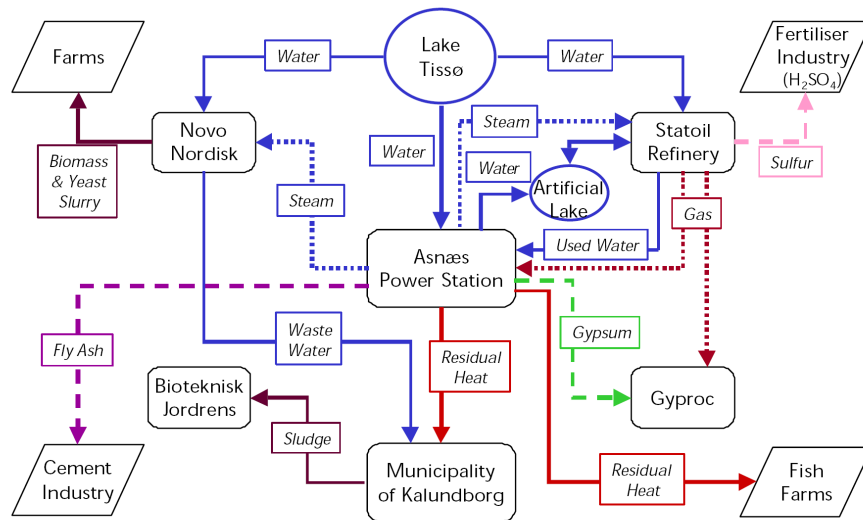 Farms
Water
Lake
Tissø
Water
Fertiliser
Industry
(H₂SO₄)
Novo
Nordisk
Steam
Statoil
Refinery
Biomass
& Yeast
Slurry
Water
Water
Sulfur
Steam
Artificial
Lake
Gas
Asnæs
Power Station
Used Water
Fly Ash
Waste
Water
Residual
Heat
Gypsum
Bioteknisk
Jordrens
Gyproc
Sludge
Cement
Industry
Municipality
of Kalundborg
Residual
Heat
Fish
Farms